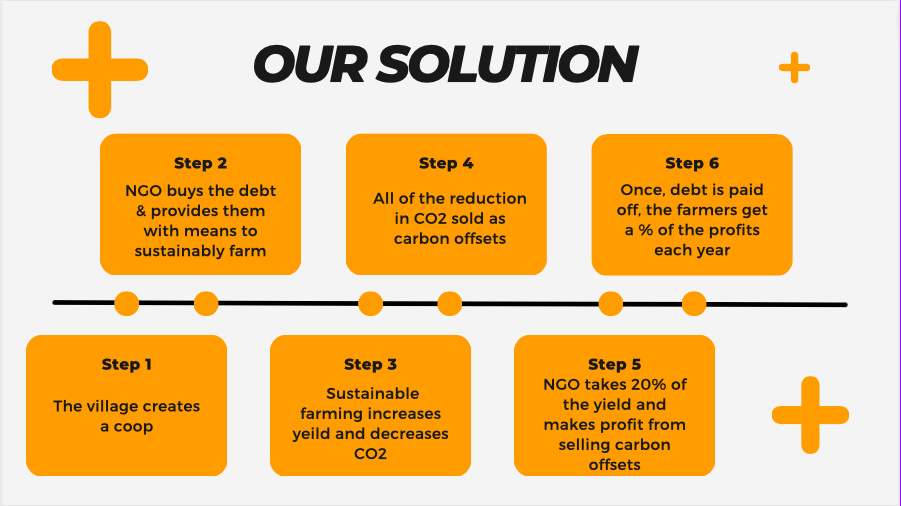 OUR SOLUTION
Step 1
The village creates
a coop
Step 2
NGO buys the debt
& provides them
with means to
sustainably farm
Step 3
Sustainable
farming increases
yeild and decreases
CO2
Step 4
All of the reduction
in CO2 sold as
carbon offsets
Step 5
NGO takes 20% of
the yield and
makes profit from
selling carbon
offsets
Step 6
Once, debt is paid
off, the farmers get
a % of the profits
each year